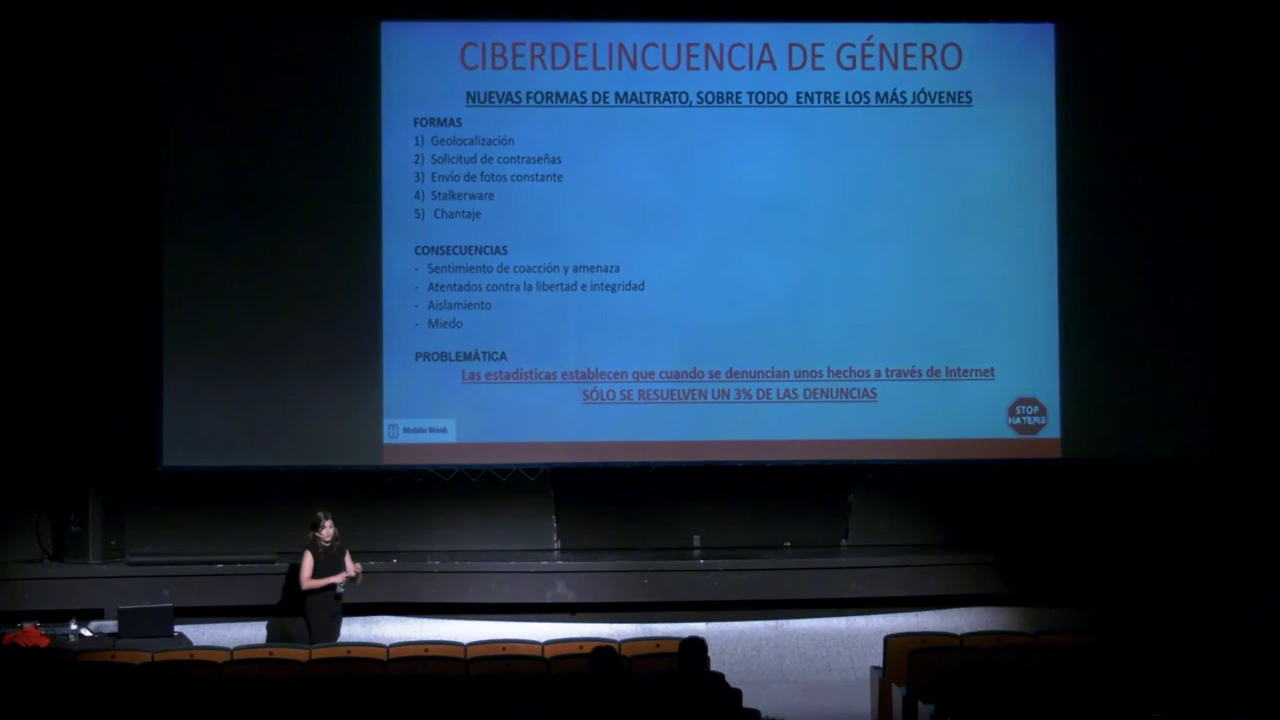 CIBERDELINCUENCIA DE GÉNERO
NUEVAS FORMAS DE MALTRATO, SOBRE TODO ENTRE LOS MÁS JÓVENES
FORMAS
1) Geolocalización
2) Solicitud de contraseñas
3) Envío de fotos constante
4) Stalkerware
5) Chantaje
CONSECUENCIAS
- Sentimiento de coacción y amenaza
- Atentados contra la libertad e integridad
- Aislamiento
- Miedo
PROBLEMÁTICA
Las estadísticas establecen que cuando se denuncian unos hechos a través de Internet
SÓLO SE RESUELVEN UN 3% DE LAS DENUNCIAS
STOP
HATERS
Mobile Week